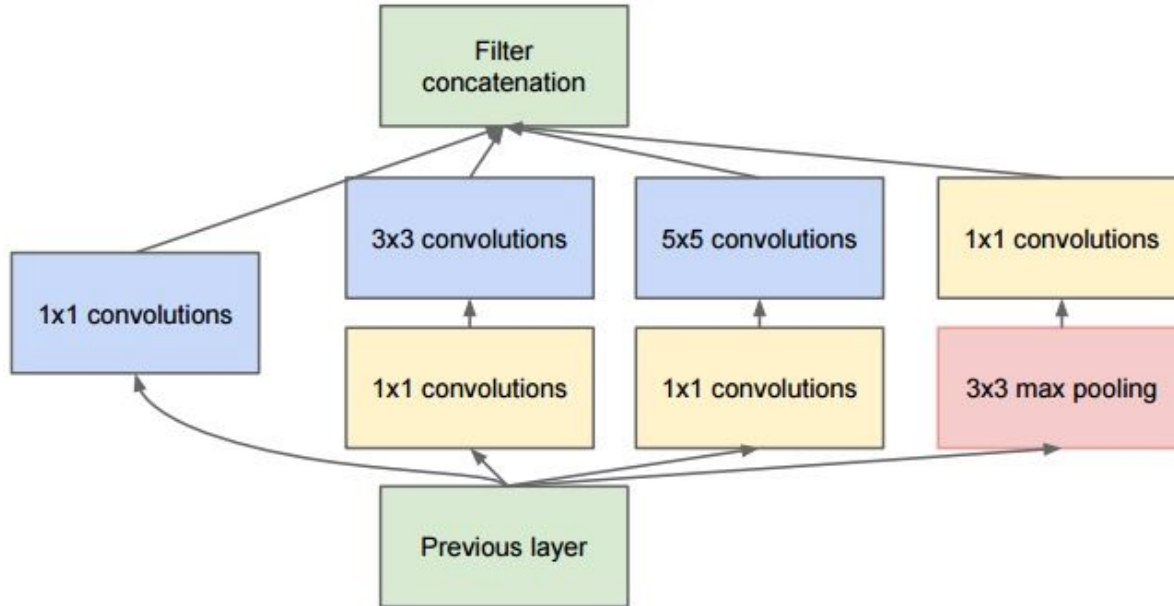 Filter
concatenation
3x3 convolutions
5x5 convolutions
1x1 convolutions
1x1 convolutions
1x1 convolutions
1x1 convolutions
3x3 max pooling
Previous layer